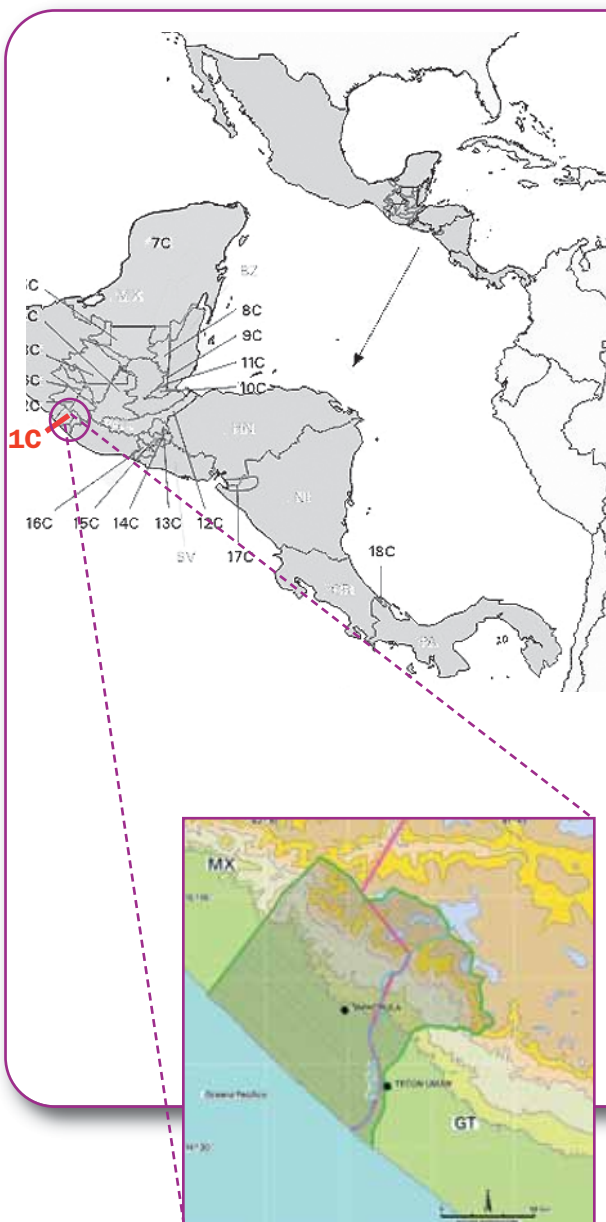 7C
BZ
MX
8C
9C
11C
10C
1C
HN
NI
16C
15C
14C
13C
12C
SV
17C
18C
CR
PA
MX
TAPACHULA
TECUN UMAN
Oceano Pacifico
GT